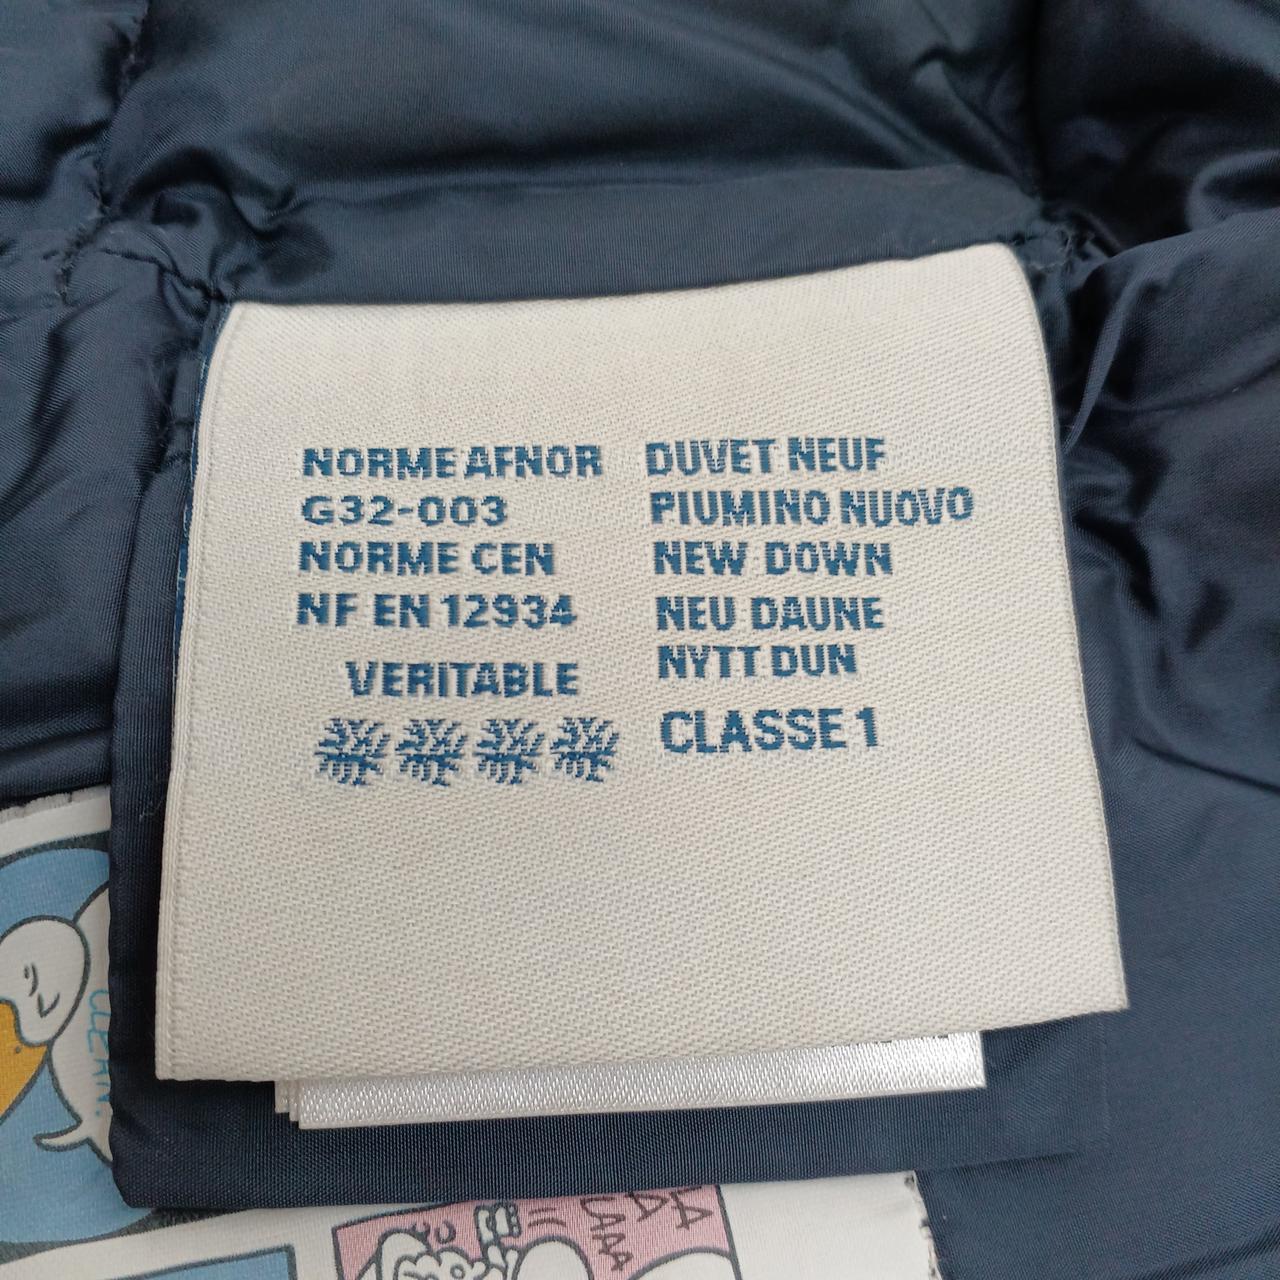 NORME AFNOR
G32-003
NORME CEN
NF EN 12934
VERITABLE
DUVET NEUF
PIUMINO NUOVO
NEW DOWN
NEU DAUNE
NYTT DUN
CLASSE 1
CLEAN.